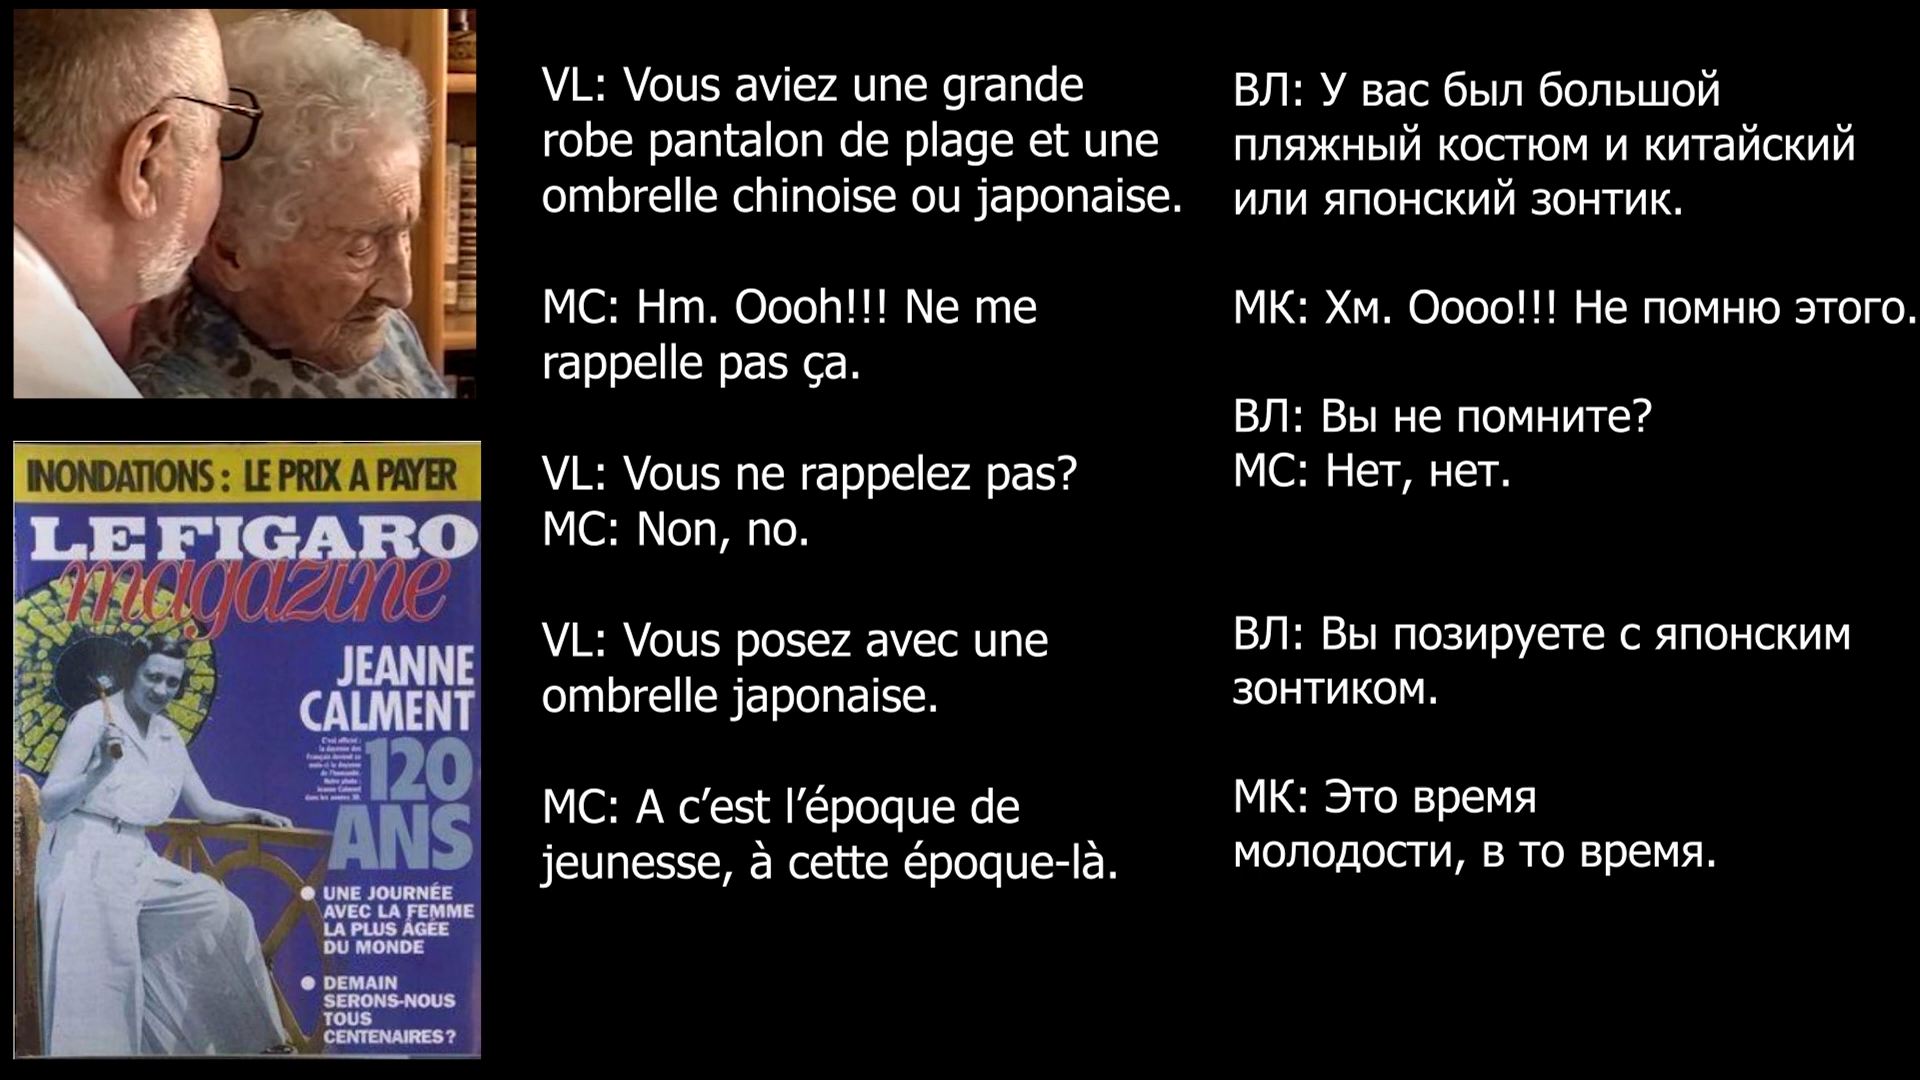 VL: Vous aviez une grande
robe pantalon de plage et une
ombrelle chinoise ou japonaise.
MC: Hm. Oooh!!! Ne me
rappelle pas ça.
VL: Vous ne rappelez pas?
MC: Non, no.
VL: Vous posez avec une
ombrelle japonaise.
MC: A c’est l’époque de
jeunesse, à cette époque-là.
ВЛ: У вас был большой
пляжный костюм и китайский
или японский зонтик.
МК: Хм. Оооо!!! Не помню этого.
ВЛ: Вы не помните?
МС: Нет, нет.
ВЛ: Вы позируете с японским
зонтиком.
МК: Это время
молодости, в то время.
INONDATIONS : LE PRIX A PAYER
LE FIGARO
magazine
JEANNE
CALMENT
120
ANS
UNE JOURNÉE
AVEC LA FEMME
LA PLUS ÂGÉE
DU MONDE
DEMAIN
SERONS-NOUS
TOUS
CENTENAIRES ?